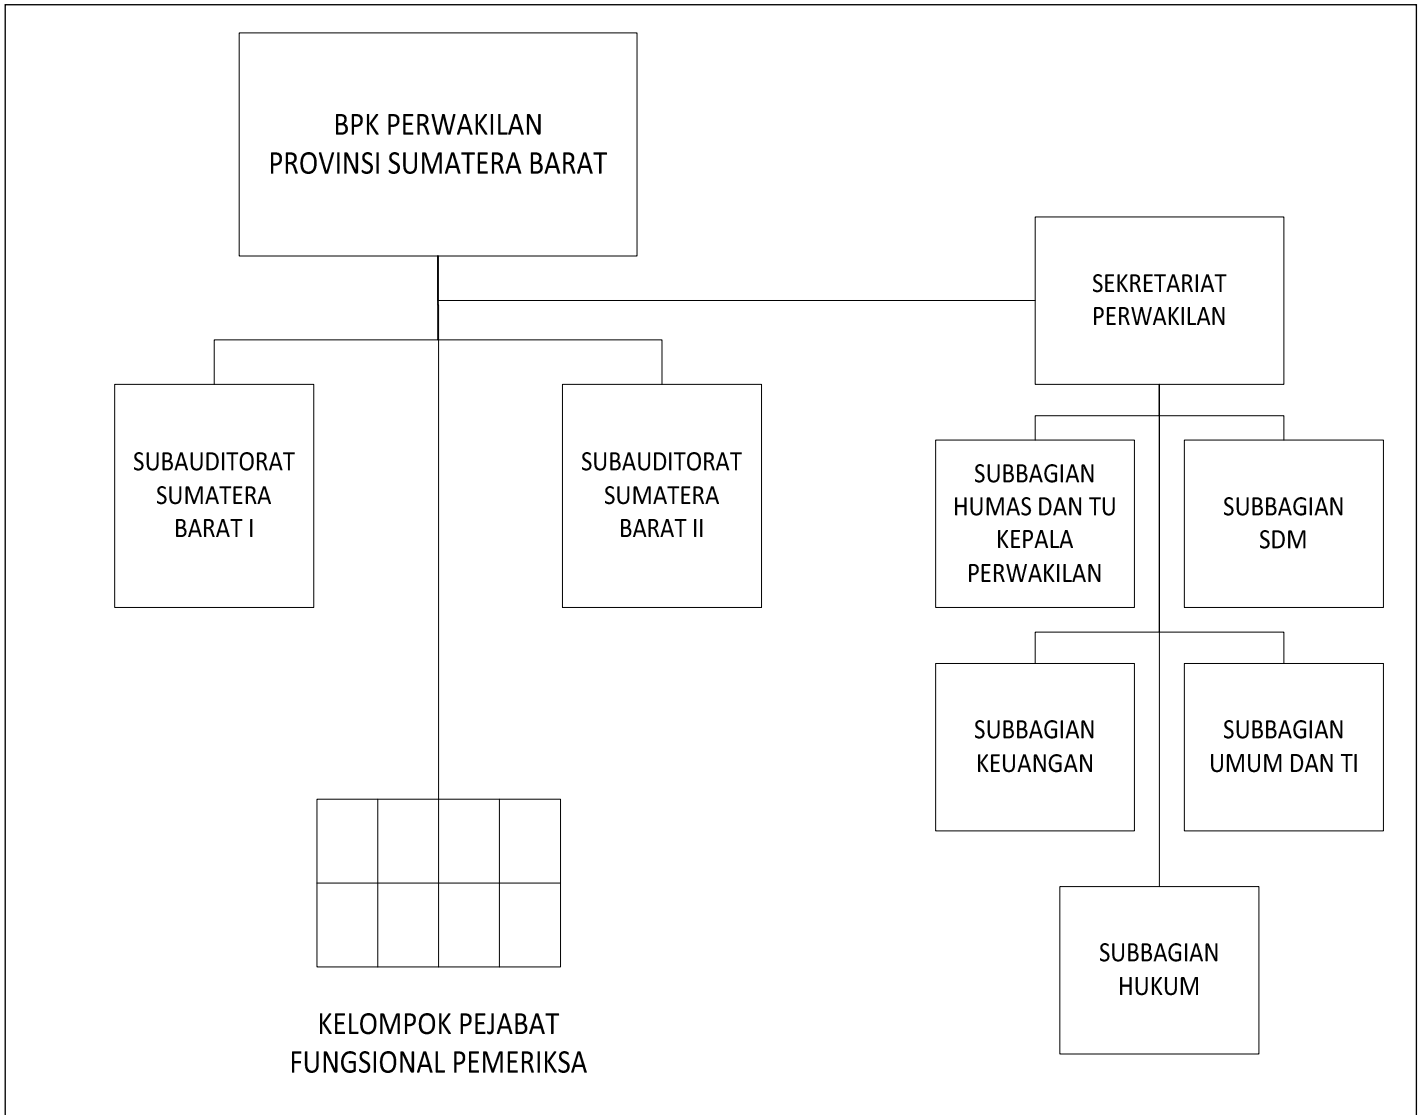 BPK PERWAKILAN
PROVINSI SUMATERA BARAT
SEKRETARIAT
PERWAKILAN
SUBAUDITORAT
SUMATERA
BARAT I
SUBAUDITORAT
SUMATERA
BARAT II
SUBBAGIAN
HUMAS DAN TU
KEPALA
PERWAKILAN
SUBBAGIAN
SDM
SUBBAGIAN
KEUANGAN
SUBBAGIAN
UMUM DAN TI
SUBBAGIAN
HUKUM
KELOMPOK PEJABAT
FUNGSIONAL PEMERIKSA